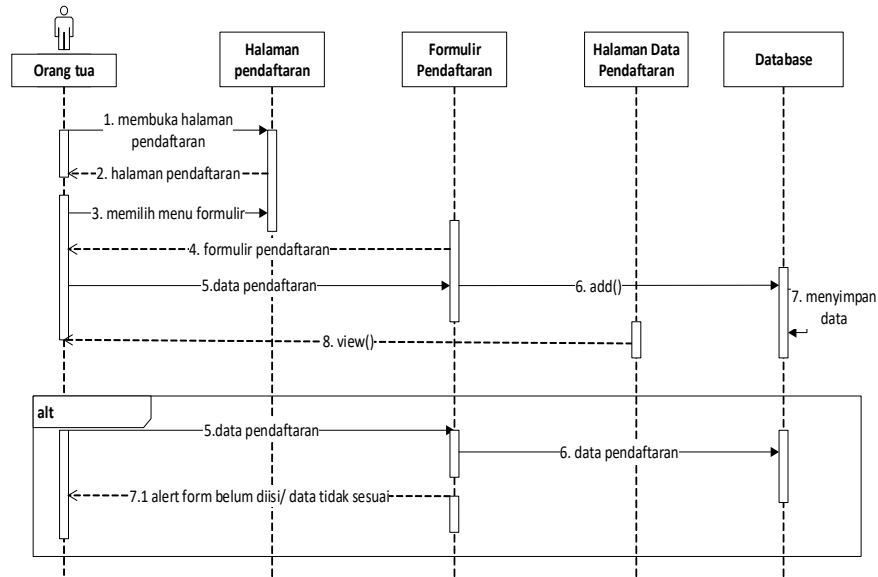 Orang tua
Halaman
pendaftaran
Formulir
Pendaftaran
Halaman Data
Pendaftaran
Database
1. membuka halaman
pendaftaran
2. halaman pendaftaran
3. memilih menu formulir
4. formulir pendaftaran
5.data pendaftaran
6. add()
7. menyimpan
data
8. view()
alt
5.data pendaftaran
6. data pendaftaran
7.1 alert form belum diisi/ data tidak sesuai